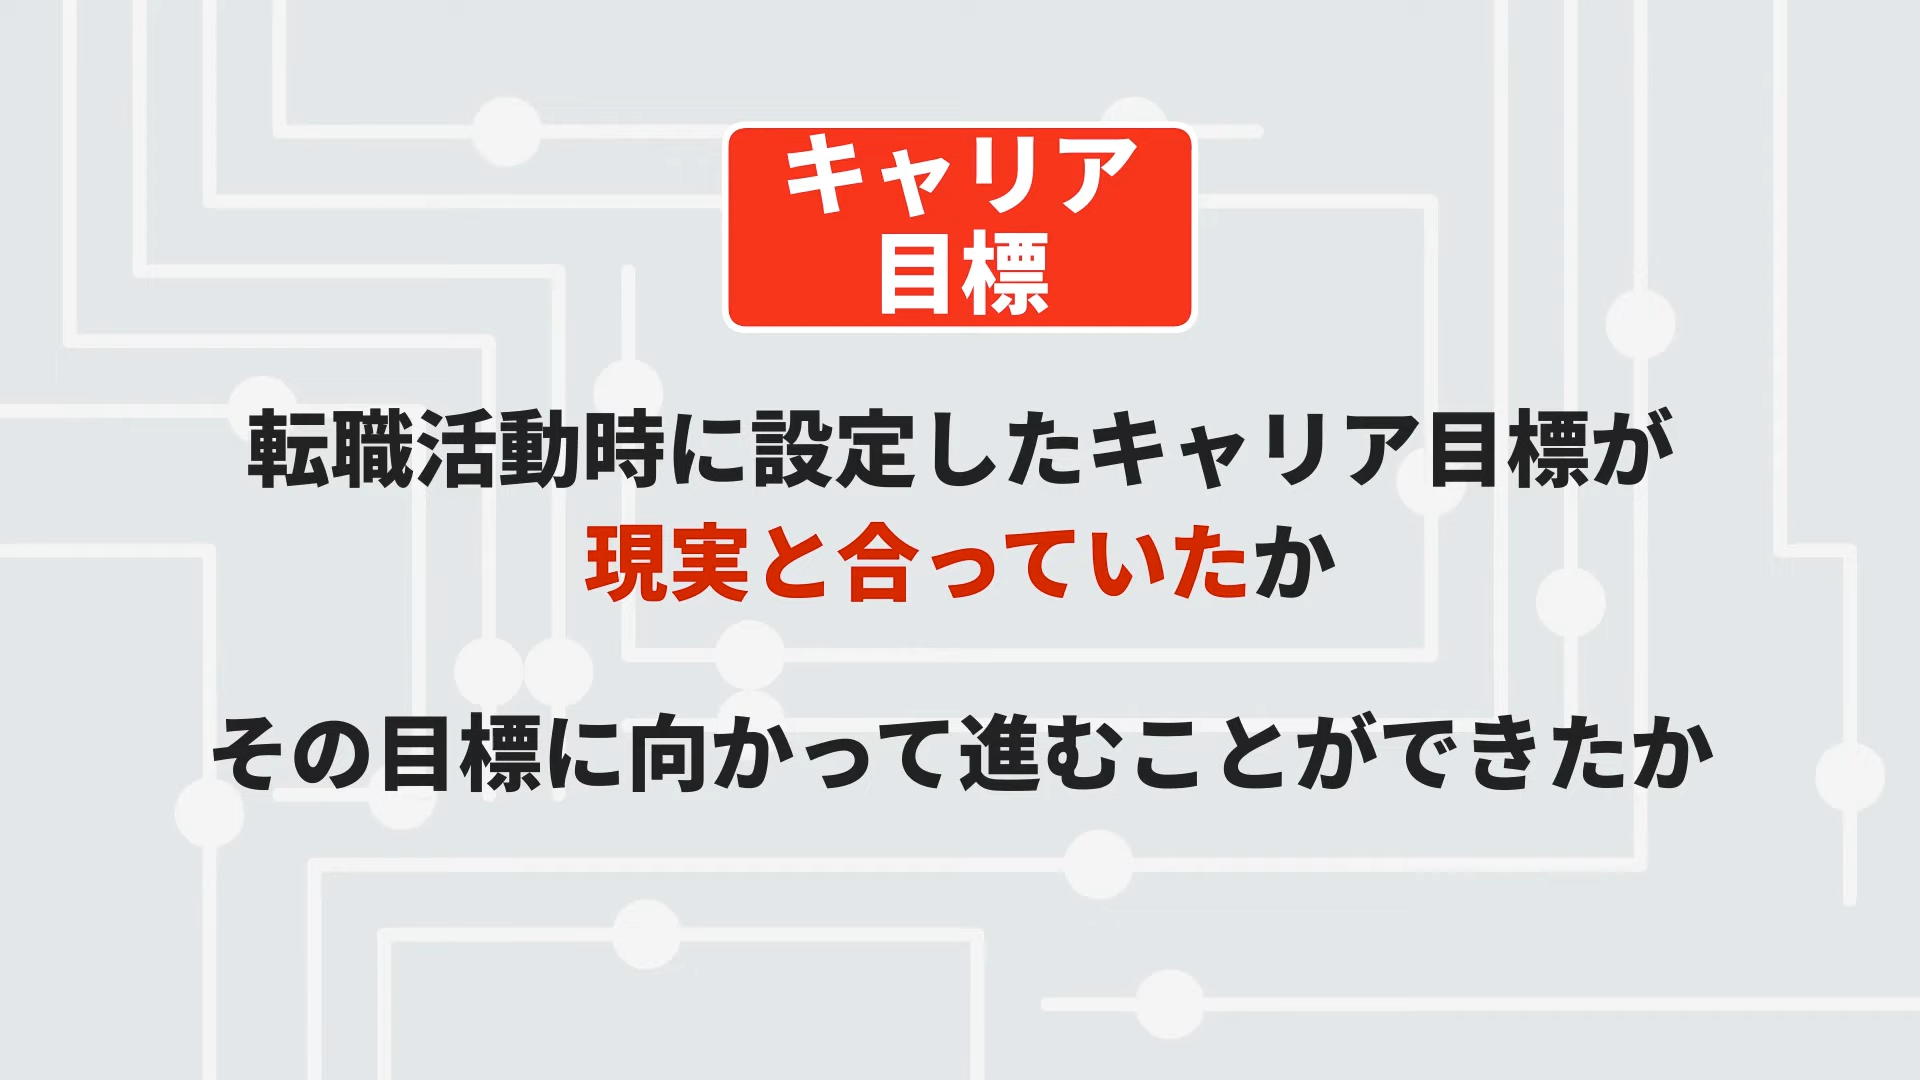 キャリア
目標
転職活動時に設定したキャリア目標が
現実と合っていたか
その目標に向かって進むことができたか